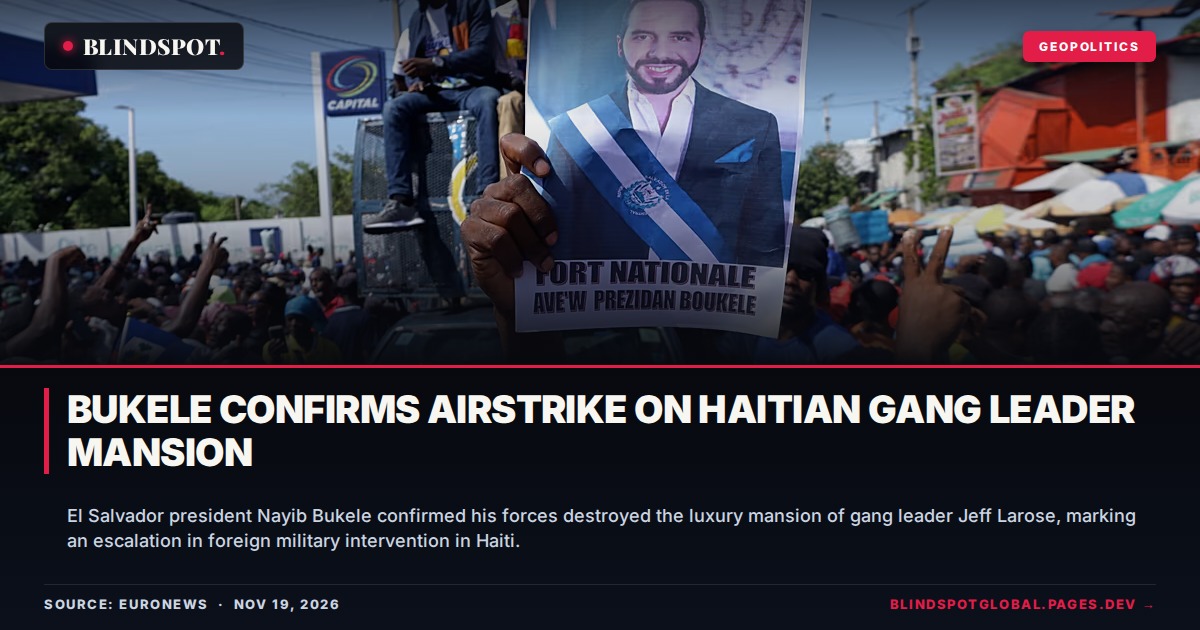 BLINDSPOT.
GEOPOLITICS
CAPITAL
FORT NATIONALE
AVE'W PREZIDAN BOUKELE
BUKELE CONFIRMS AIRSTRIKE ON HAITIAN GANG LEADER
MANSION
El Salvador president Nayib Bukele confirmed his forces destroyed the luxury mansion of gang leader Jeff Larose, marking
an escalation in foreign military intervention in Haiti.
SOURCE: EURONEWS · NOV 19, 2026
BLINDSPOTGLOBAL.PAGES.DEV →